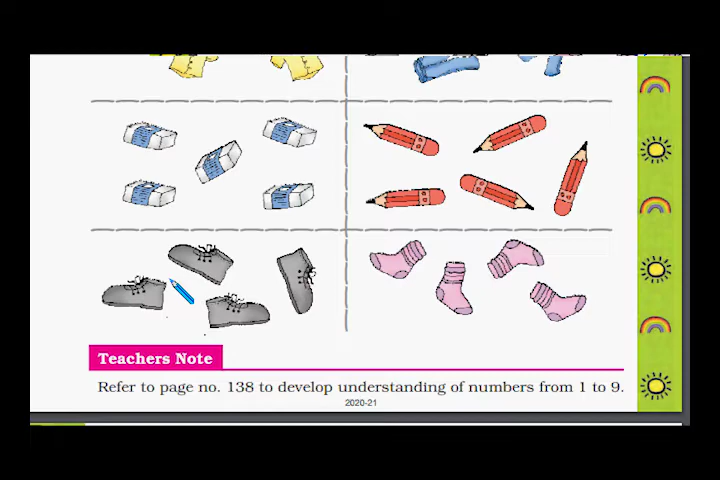 Teachers Note
Refer to page no. 138 to develop understanding of numbers from 1 to 9.
2020-21